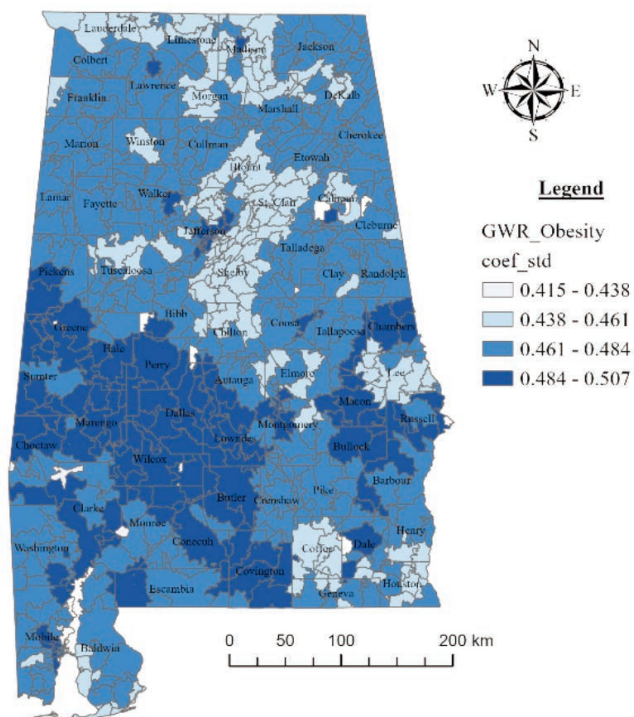 Lauderdale
Limestone
Madison
Jackson
Colbert
Lawrence
Franklin
Morgan
Marshall
DeKalb
Cherokee
Marion
Winston
Cullman
Etowah
Blount
Lamar
Fayette
Walker
St. Clair
Calhoun
Cleburne
Jefferson
Talladega
Pickens
Tuscaloosa
Shelby
Clay
Randolph
Greene
Bibb
Hale
Chilton
Coosa
Tallapoosa
Chambers
Perry
Sumter
Autauga
Elmore
Lee
Macon
Dallas
Marengo
Montgomery
Russell
Choctaw
Lowndes
Bullock
Wilcox
Barbour
Clarke
Butler
Crenshaw
Pike
Monroe
Washington
Conecuh
Coffee
Dale
Henry
Covington
Escambia
Geneva
Houston
Mobile
Baldwin
N
W
E
S
Legend
GWR_Obesity
coef_std
0.415 - 0.438
0.438 - 0.461
0.461 - 0.484
0.484 - 0.507
0 50 100 200 km